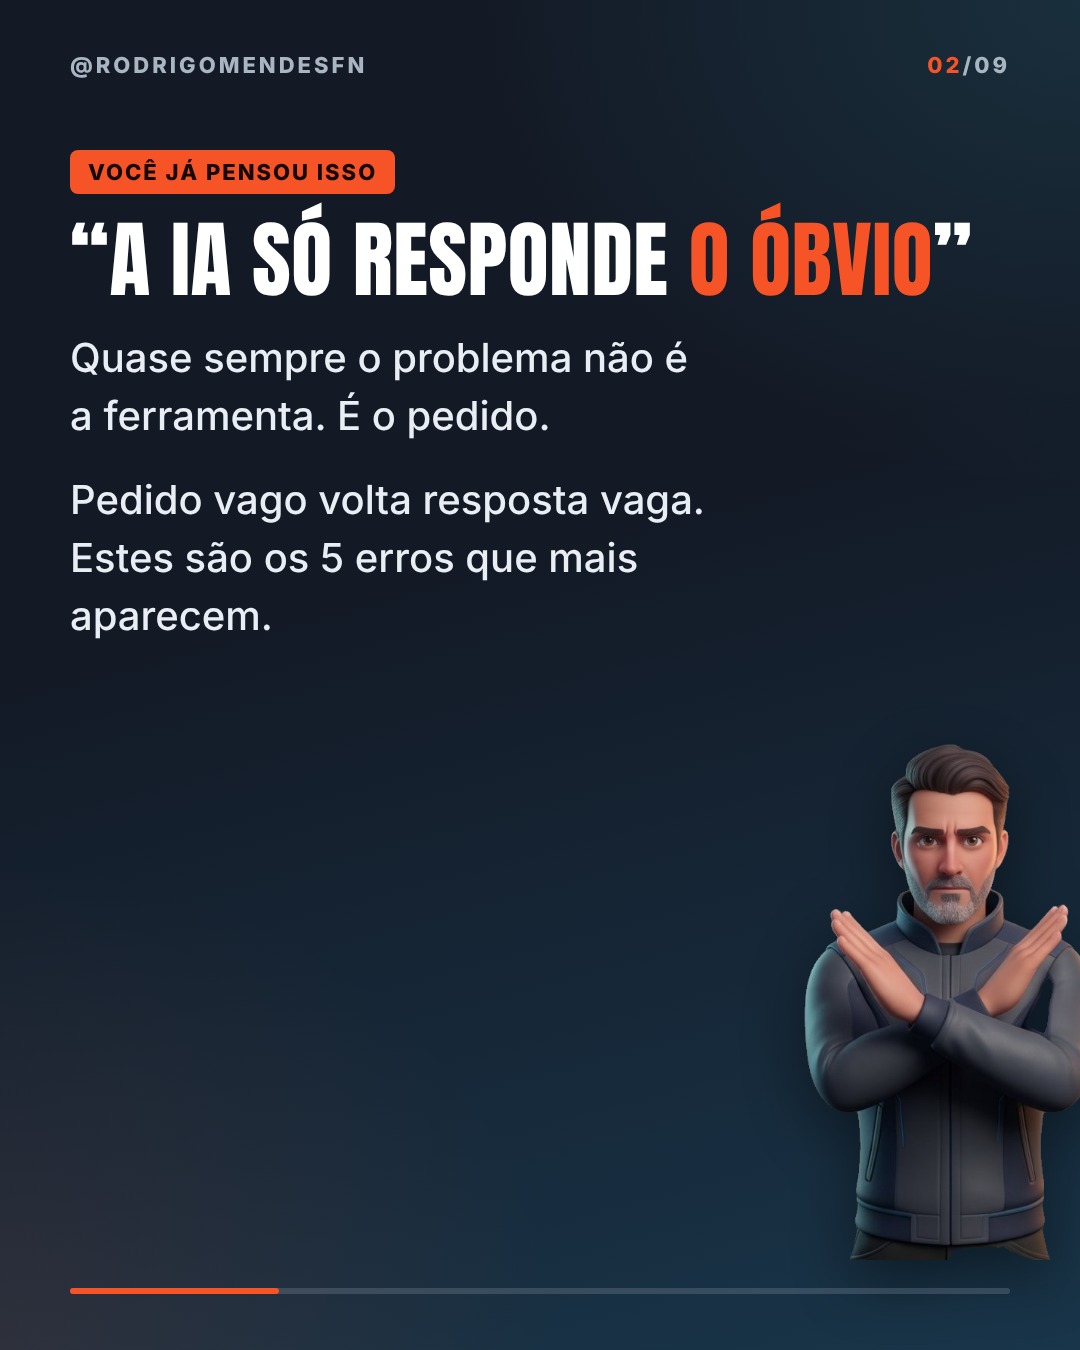 @RODRIGOMENDESFN
02/09
VOCÊ JÁ PENSOU ISSO
“A IA SÓ RESPONDE O ÓBVIO”
Quase sempre o problema não é
a ferramenta. É o pedido.
Pedido vago volta resposta vaga.
Estes são os 5 erros que mais
aparecem.